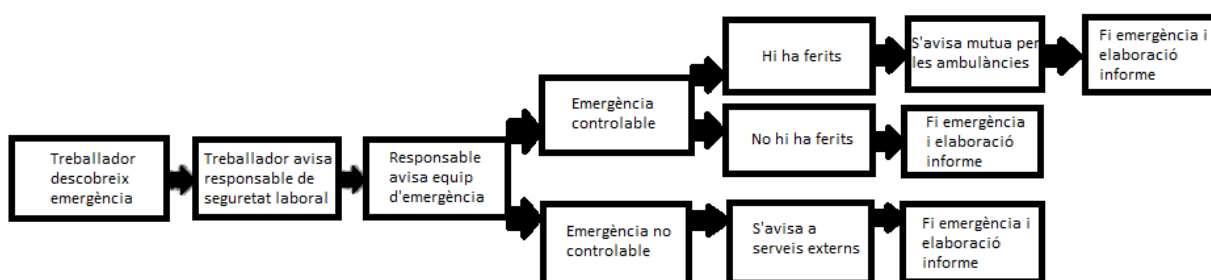 Treballador
descobreix
emergència
Treballador avisa
responsable de
seguretat laboral
Responsable
avisa equip
d'emergència
Emergència
controlable
Hi ha ferits
S'avisa mutua per
les ambulàncies
Fi emergència i
elaboració
informe
No hi ha ferits
Fi emergència
i elaboració
informe
Emergència no
controlable
S'avisa a
serveis externs
Fi emergència i
elaboració
informe